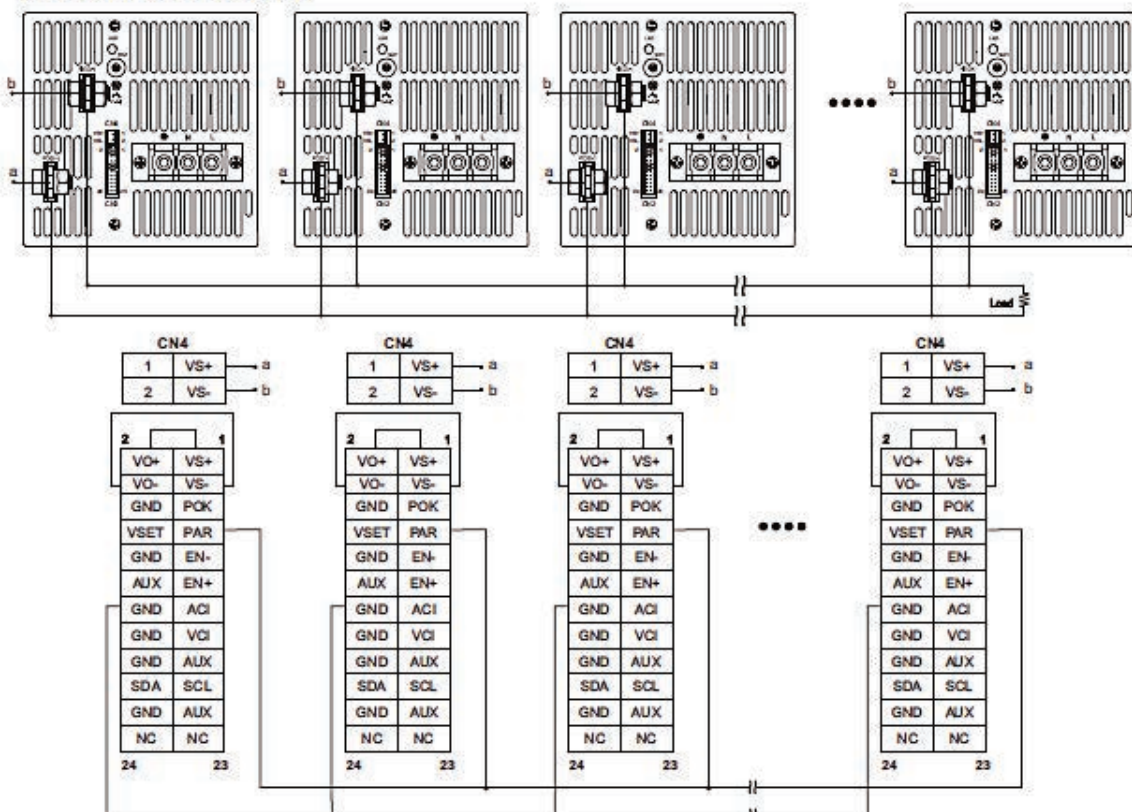 b b b b
N L N L N L N L
a a a a
Load
CN4 CN4 CN4 CN4
1 VS+ a 1 VS+ a 1 VS+ a 1 VS+ a
2 VS- b 2 VS- b 2 VS- b 2 VS- b
2 1 2 1 2 1 2 1
VO+ VS+ VO+ VS+ VO+ VS+ VO+ VS+
VO- VS- VO- VS- VO- VS- VO- VS-
GND POK GND POK GND POK GND POK
VSET PAR VSET PAR VSET PAR VSET PAR
GND EN- GND EN- GND EN- GND EN-
AUX EN+ AUX EN+ AUX EN+ AUX EN+
GND ACI GND ACI GND ACI GND ACI
GND VCI GND VCI GND VCI GND VCI
GND AUX GND AUX GND AUX GND AUX
SDA SCL SDA SCL SDA SCL SDA SCL
GND AUX GND AUX GND AUX GND AUX
NC NC NC NC NC NC NC NC
24 23 24 23 24 23 24 23